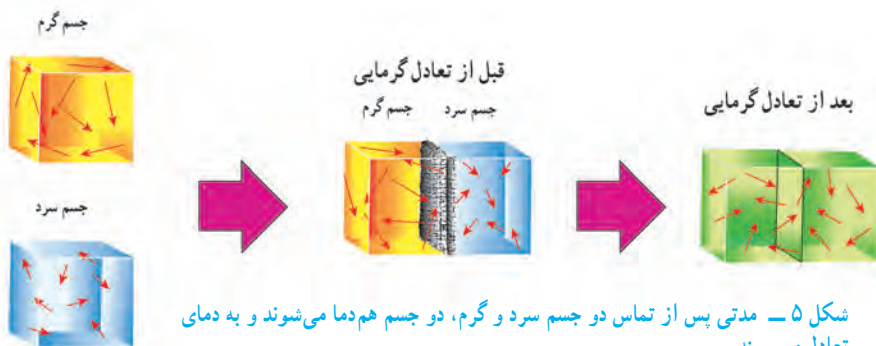 جسم گرم
قبل از تعادل گرمایی
جسم گرم جسم سرد
بعد از تعادل گرمایی
جسم سرد
شکل ۵ ــ مدتی پس از تماس دو جسم سرد و گرم، دو جسم هم‌دما می‌شوند و به دمای